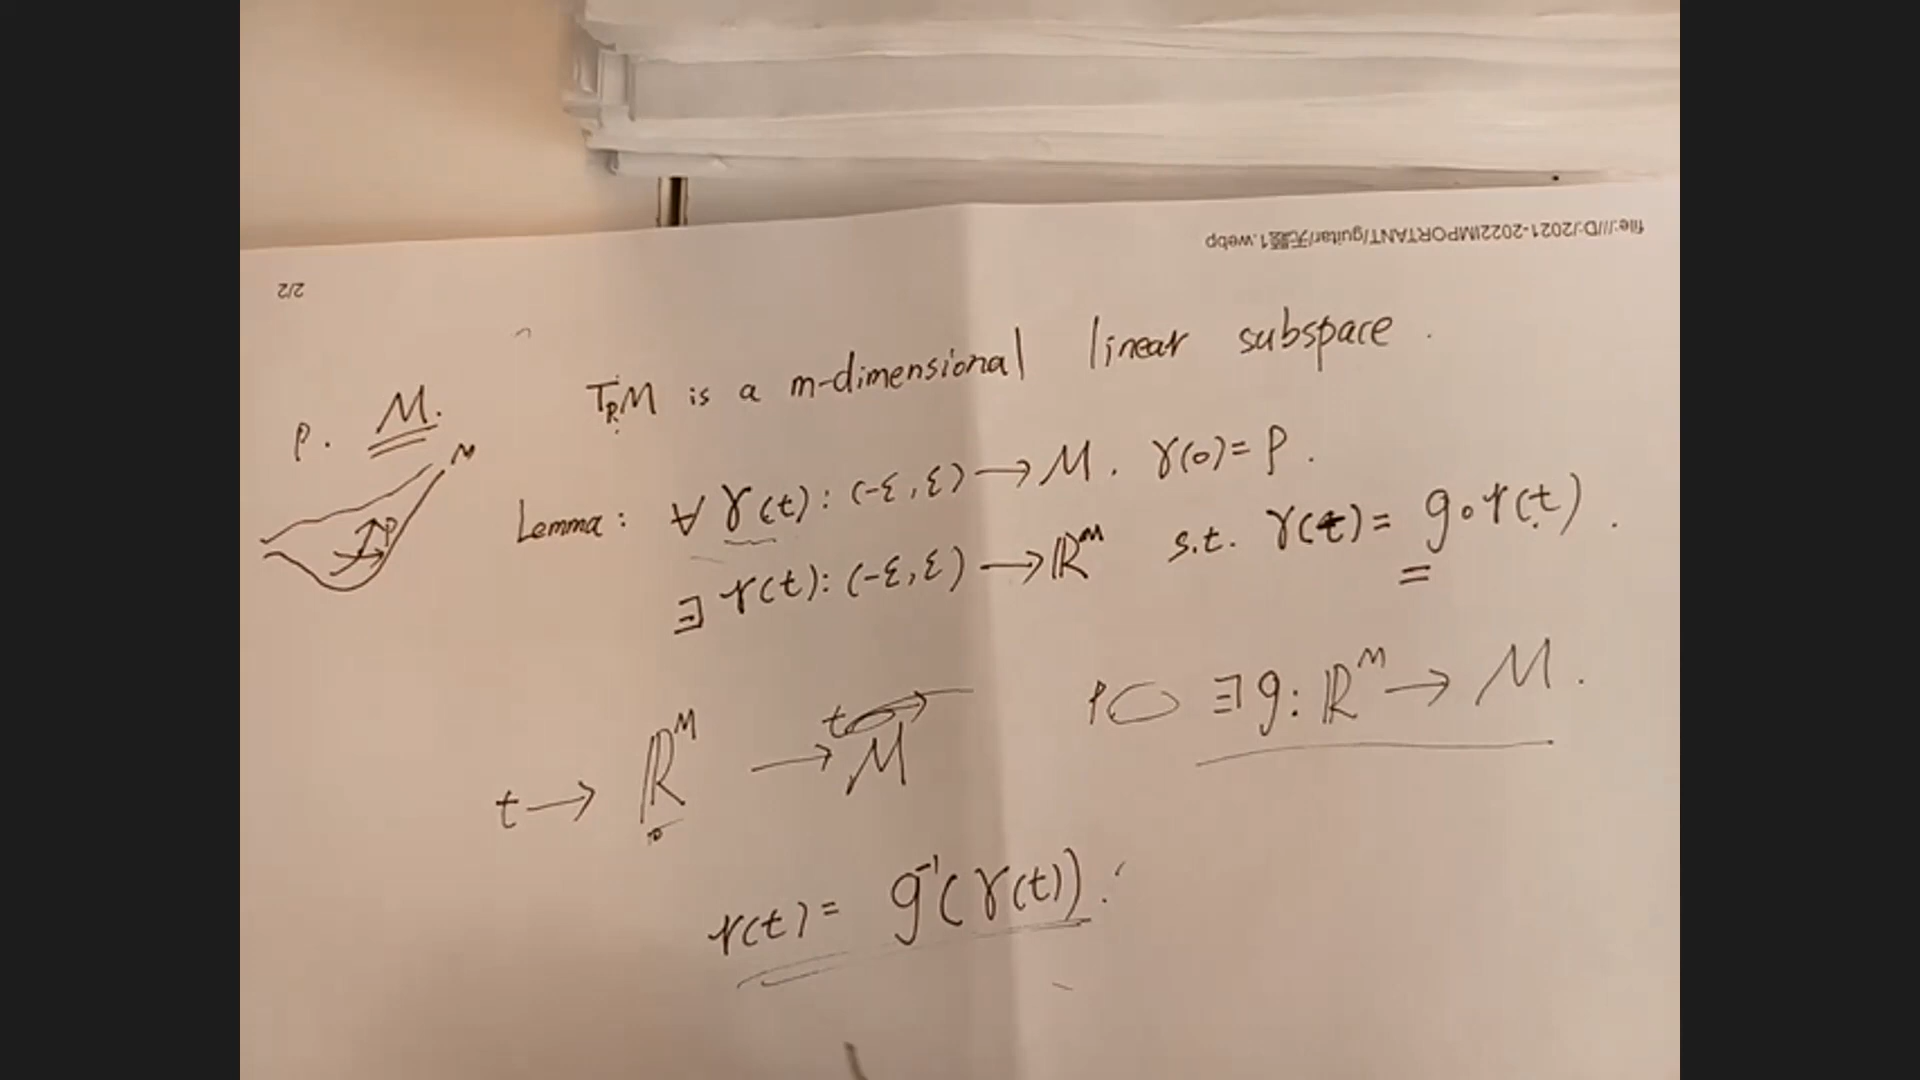 file:///D:/2021-2022IMPORTANT/guitar/无题1.webp
2/2
TpM is a m-dimensional linear subspace.
P. M.
M
P
Lemma: ∀ γ(t): (-ε, ε) → M. γ(0) = P.
∃ r(t): (-ε, ε) → ℝ^m s.t. γ(t) = g∘r(t).
P ∃ g: ℝ^m → M.
t → ℝ^m → M
t
r(t) = g⁻¹(γ(t)).